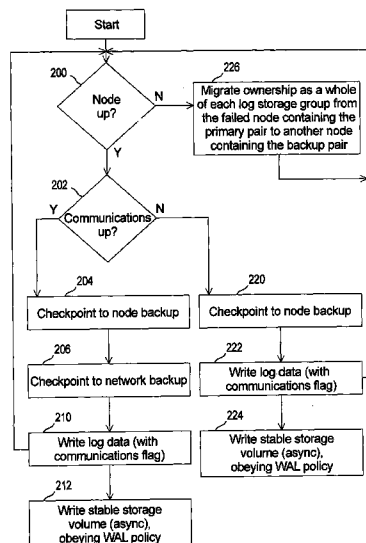 Start
200
Node
up?
N
Y
226
Migrate ownership as a whole
of each log storage group from
the failed node containing the
primary pair to another node
containing the backup pair
202
Communications
up?
Y
N
204
Checkpoint to node backup
220
Checkpoint to node backup
206
Checkpoint to network backup
222
Write log data (with
communications flag)
210
Write log data (with
communications flag)
224
Write stable storage
volume (async),
obeying WAL policy
212
Write stable storage
volume (async),
obeying WAL policy